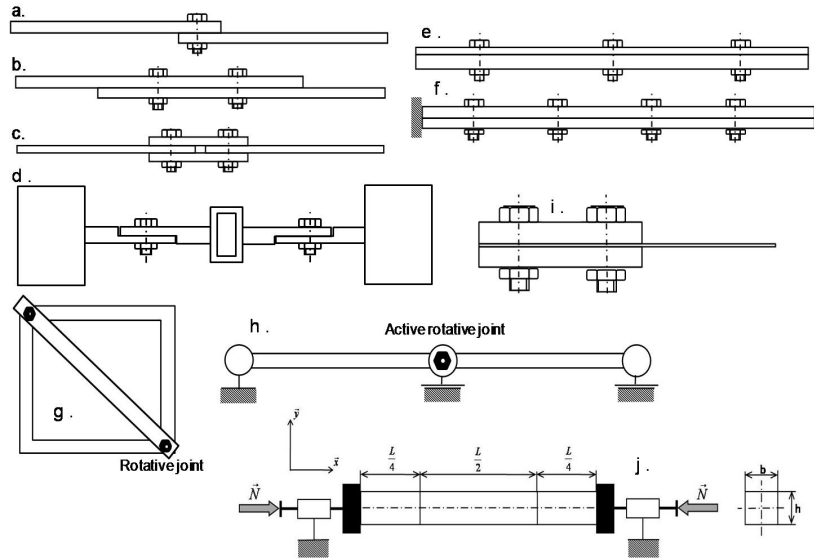 a.
b.
c.
d.
e.
f.
i.
h.
Active rotative joint
g.
Rotative joint
j.
y⃗
x⃗
L/4
L/2
L/4
N⃗
N⃗
b
h